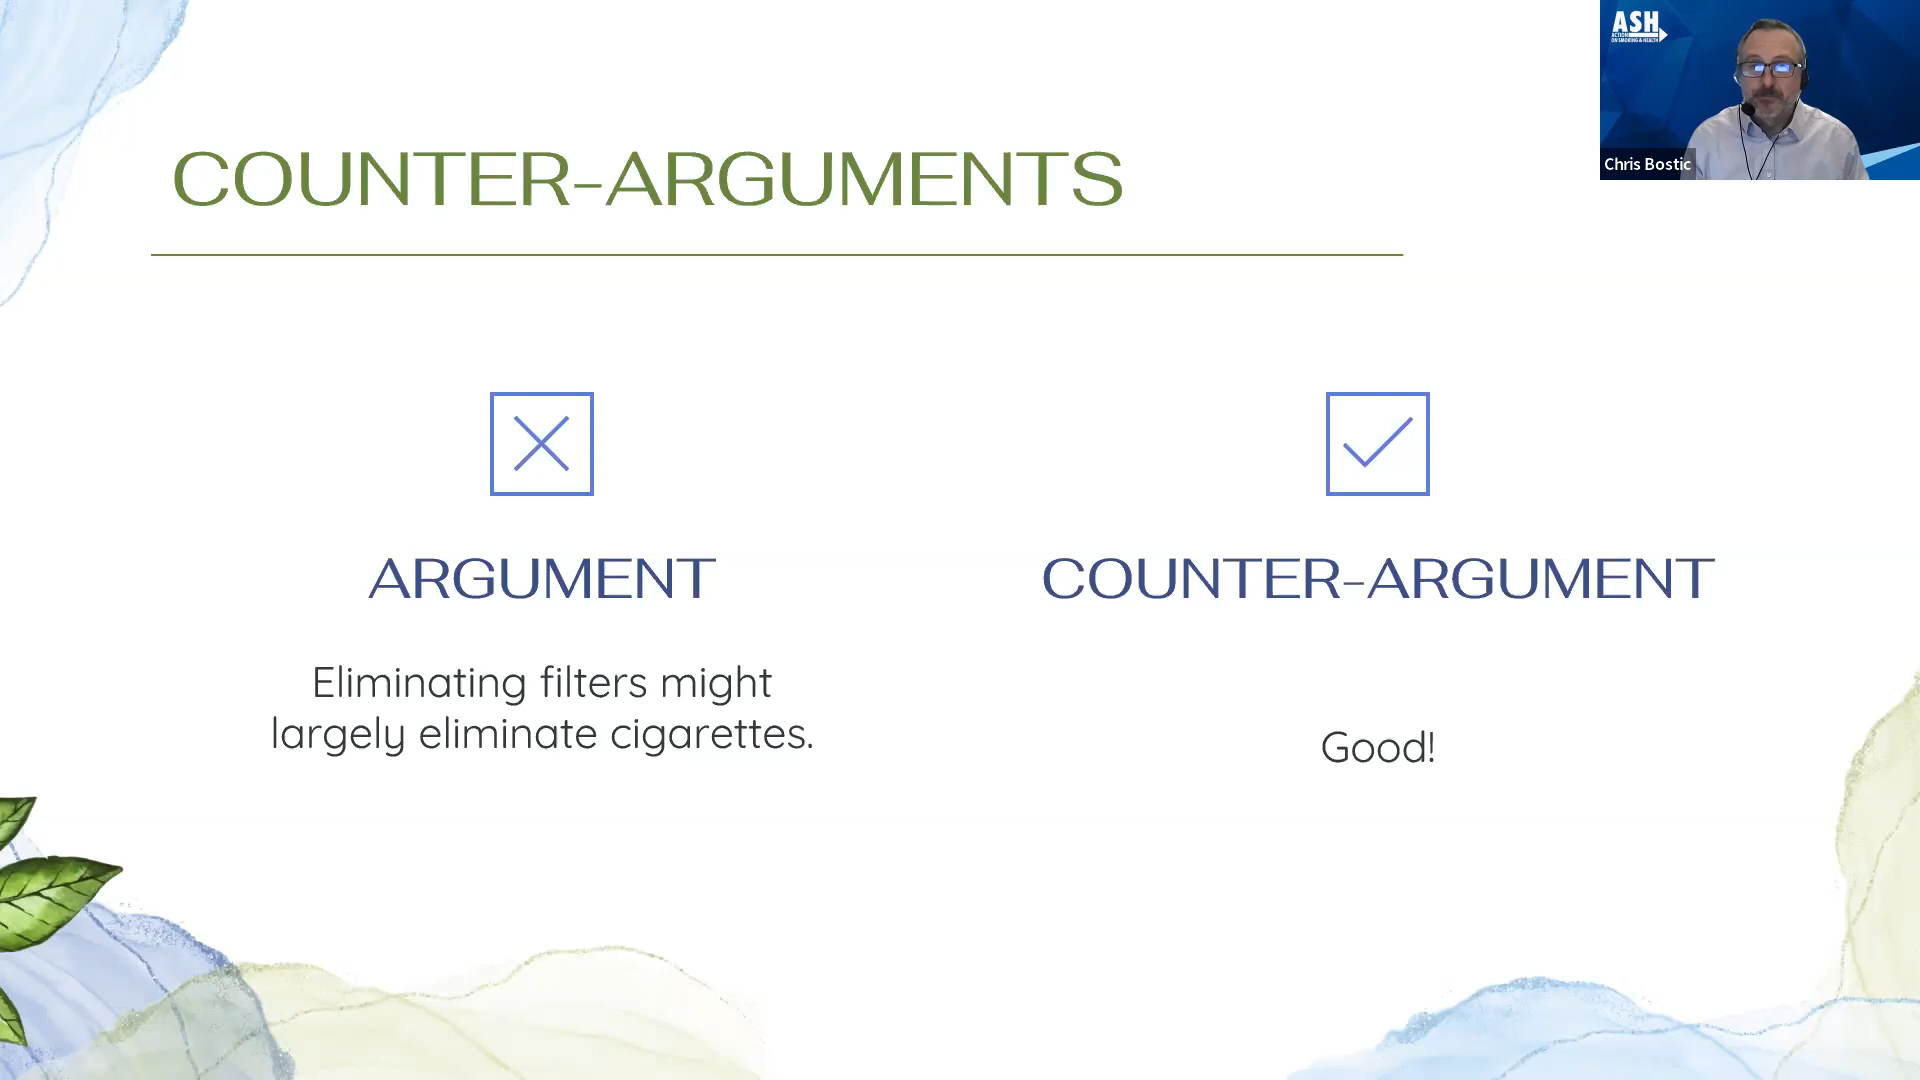 COUNTER-ARGUMENTS
ASH
ACTION
ON SMOKING & HEALTH
Chris Bostic
ARGUMENT
Eliminating filters might
largely eliminate cigarettes.
COUNTER-ARGUMENT
Good!